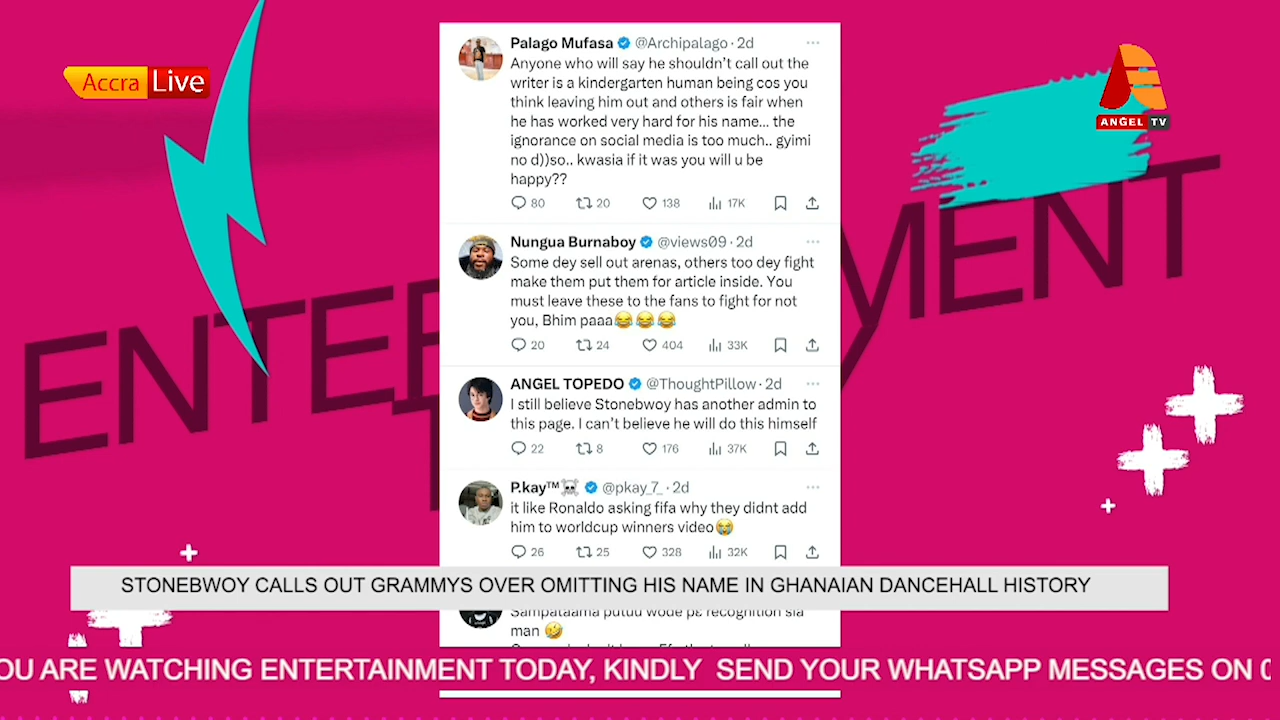 Accra Live
ANGEL TV
ENTE
MENT
Palago Mufasa @Archipalago · 2d
Anyone who will say he shouldn’t call out the
writer is a kindergarten human being cos you
think leaving him out and others is fair when
he has worked very hard for his name... the
ignorance on social media is too much.. gyimi
no d))so.. kwasia if it was you will u be
happy??
80 20 138 17K
Nungua Burnaboy @views09 · 2d
Some dey sell out arenas, others too dey fight
make them put them for article inside. You
must leave these to the fans to fight for not
you, Bhim paaa😂😂😂
20 24 404 33K
ANGEL TOPEDO @ThoughtPillow · 2d
I still believe Stonebwoy has another admin to
this page. I can’t believe he will do this himself
22 8 176 37K
P.kay™☠️ @pkay_7_ · 2d
it like Ronaldo asking fifa why they didnt add
him to worldcup winners video😭
26 25 328 32K
STONEBWOY CALLS OUT GRAMMYS OVER OMITTING HIS NAME IN GHANAIAN DANCEHALL HISTORY
Sampataama putuu wode pɛ recognition sia
man 🤣
OU ARE WATCHING ENTERTAINMENT TODAY, KINDLY SEND YOUR WHATSAPP MESSAGES ON 0